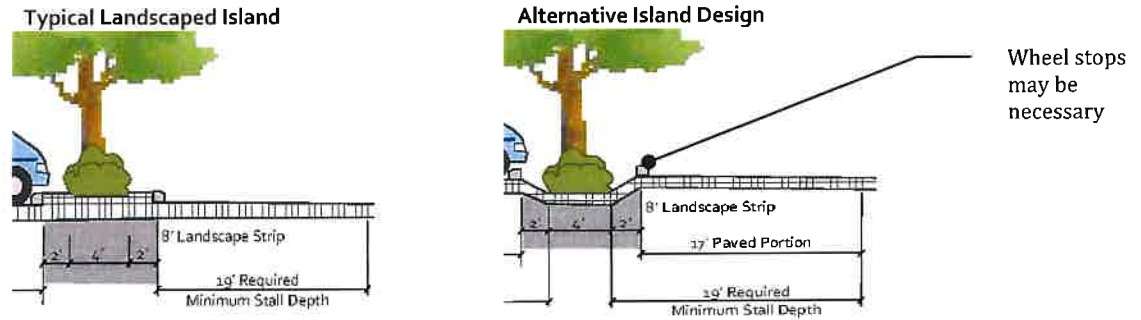 Typical Landscaped Island
8' Landscape Strip
2' 4' 2'
19' Required
Minimum Stall Depth
Alternative Island Design
Wheel stops
may be
necessary
8' Landscape Strip
2' 4' 2'
17' Paved Portion
19' Required
Minimum Stall Depth